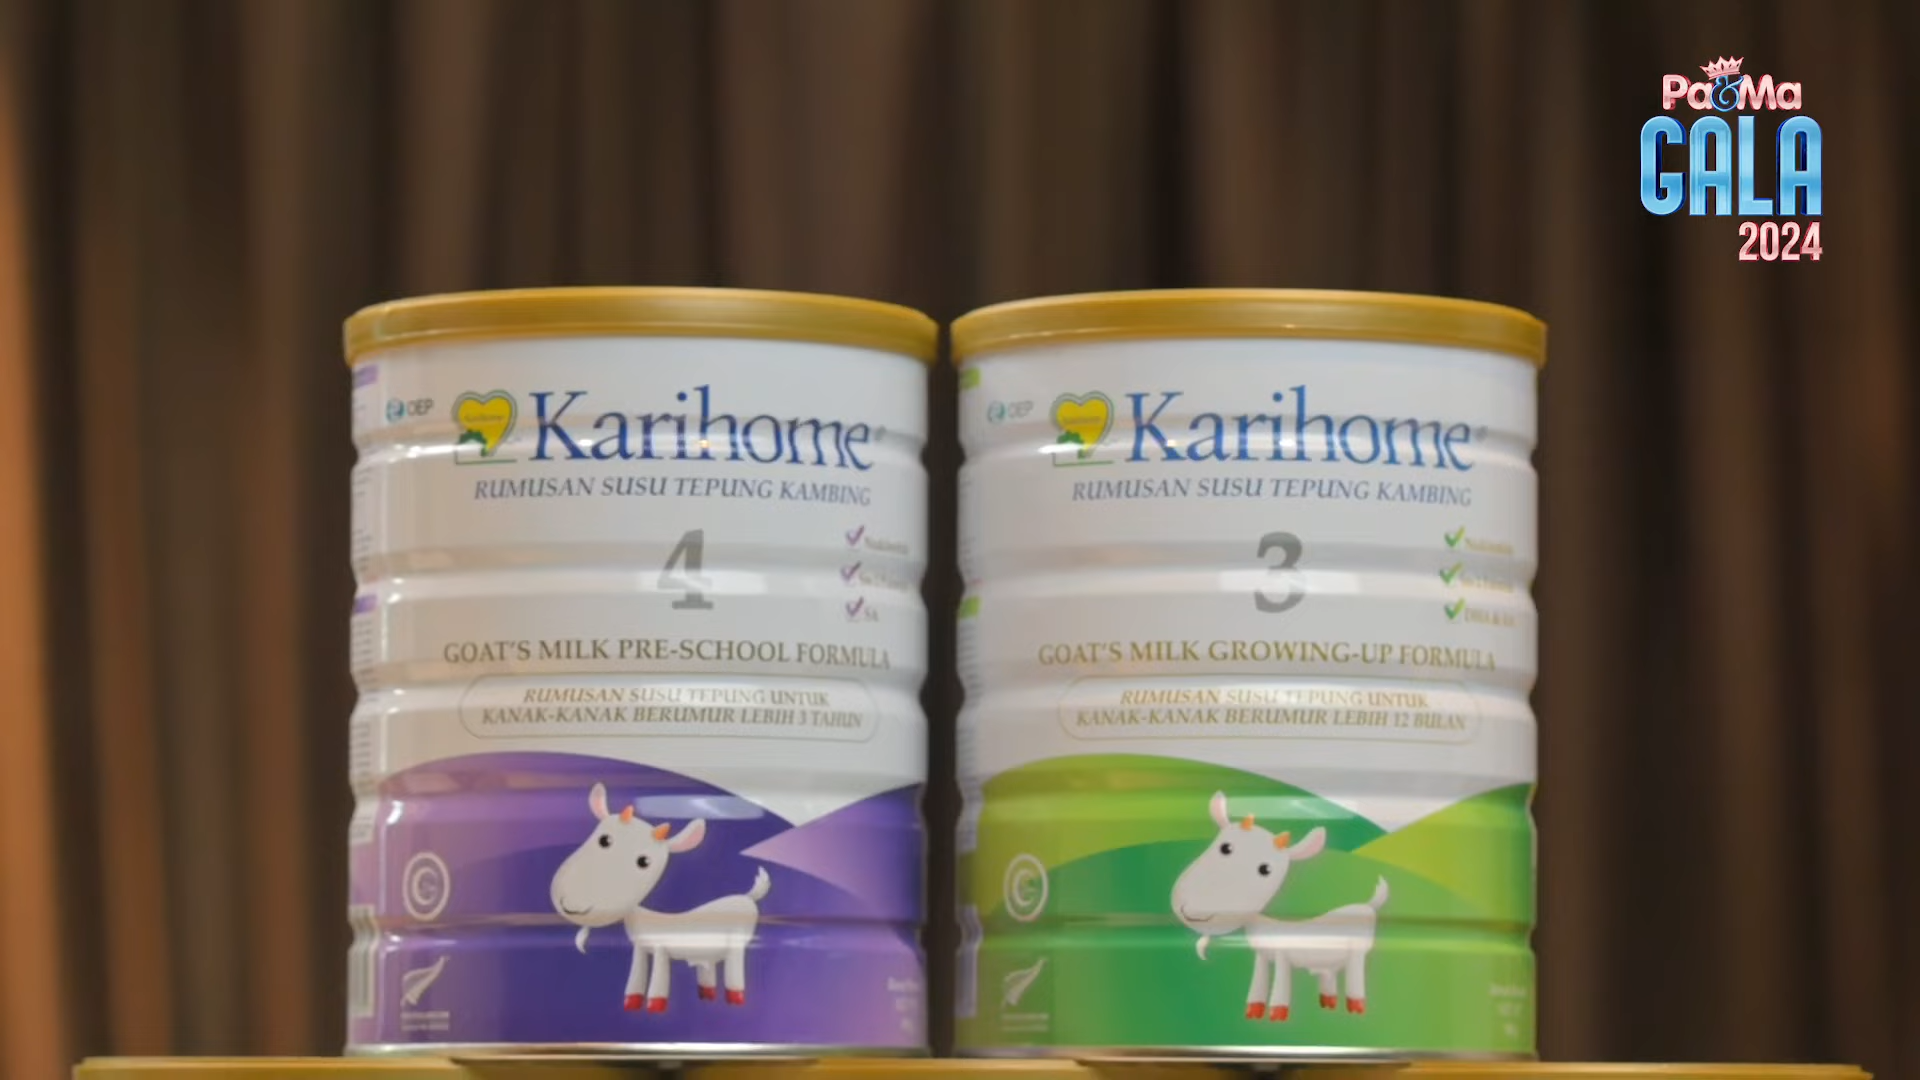 Pa&Ma
GALA
2024
OEP
Karihome
RUMUSAN SUSU TEPUNG KAMBING
4
SA
GOAT'S MILK PRE-SCHOOL FORMULA
RUMUSAN SUSU TEPUNG UNTUK
KANAK-KANAK BERUMUR LEBIH 3 TAHUN
OEP
Karihome
RUMUSAN SUSU TEPUNG KAMBING
3
GOAT'S MILK GROWING-UP FORMULA
RUMUSAN SUSU TEPUNG UNTUK
KANAK-KANAK BERUMUR LEBIH 12 BULAN